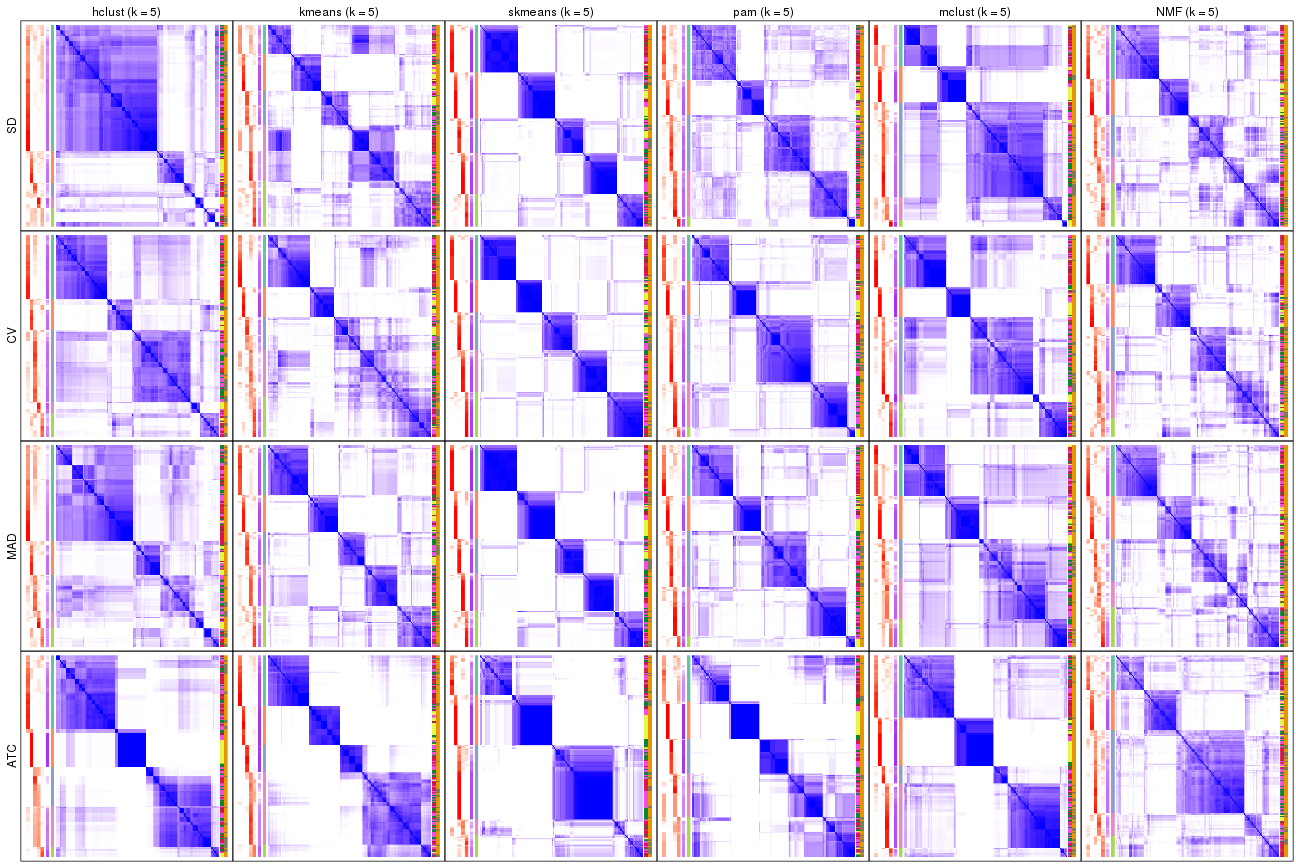 hclust (k = 5) kmeans (k = 5) skmeans (k = 5) pam (k = 5) mclust (k = 5) NMF (k = 5)
SD
CV
MAD
ATC